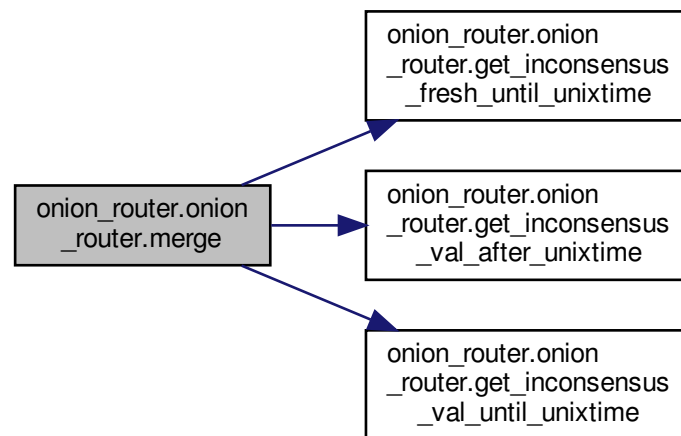 onion_router.onion
_router.get_inconsensus
_fresh_until_unixtime
onion_router.onion
_router.merge
onion_router.onion
_router.get_inconsensus
_val_after_unixtime
onion_router.onion
_router.get_inconsensus
_val_until_unixtime